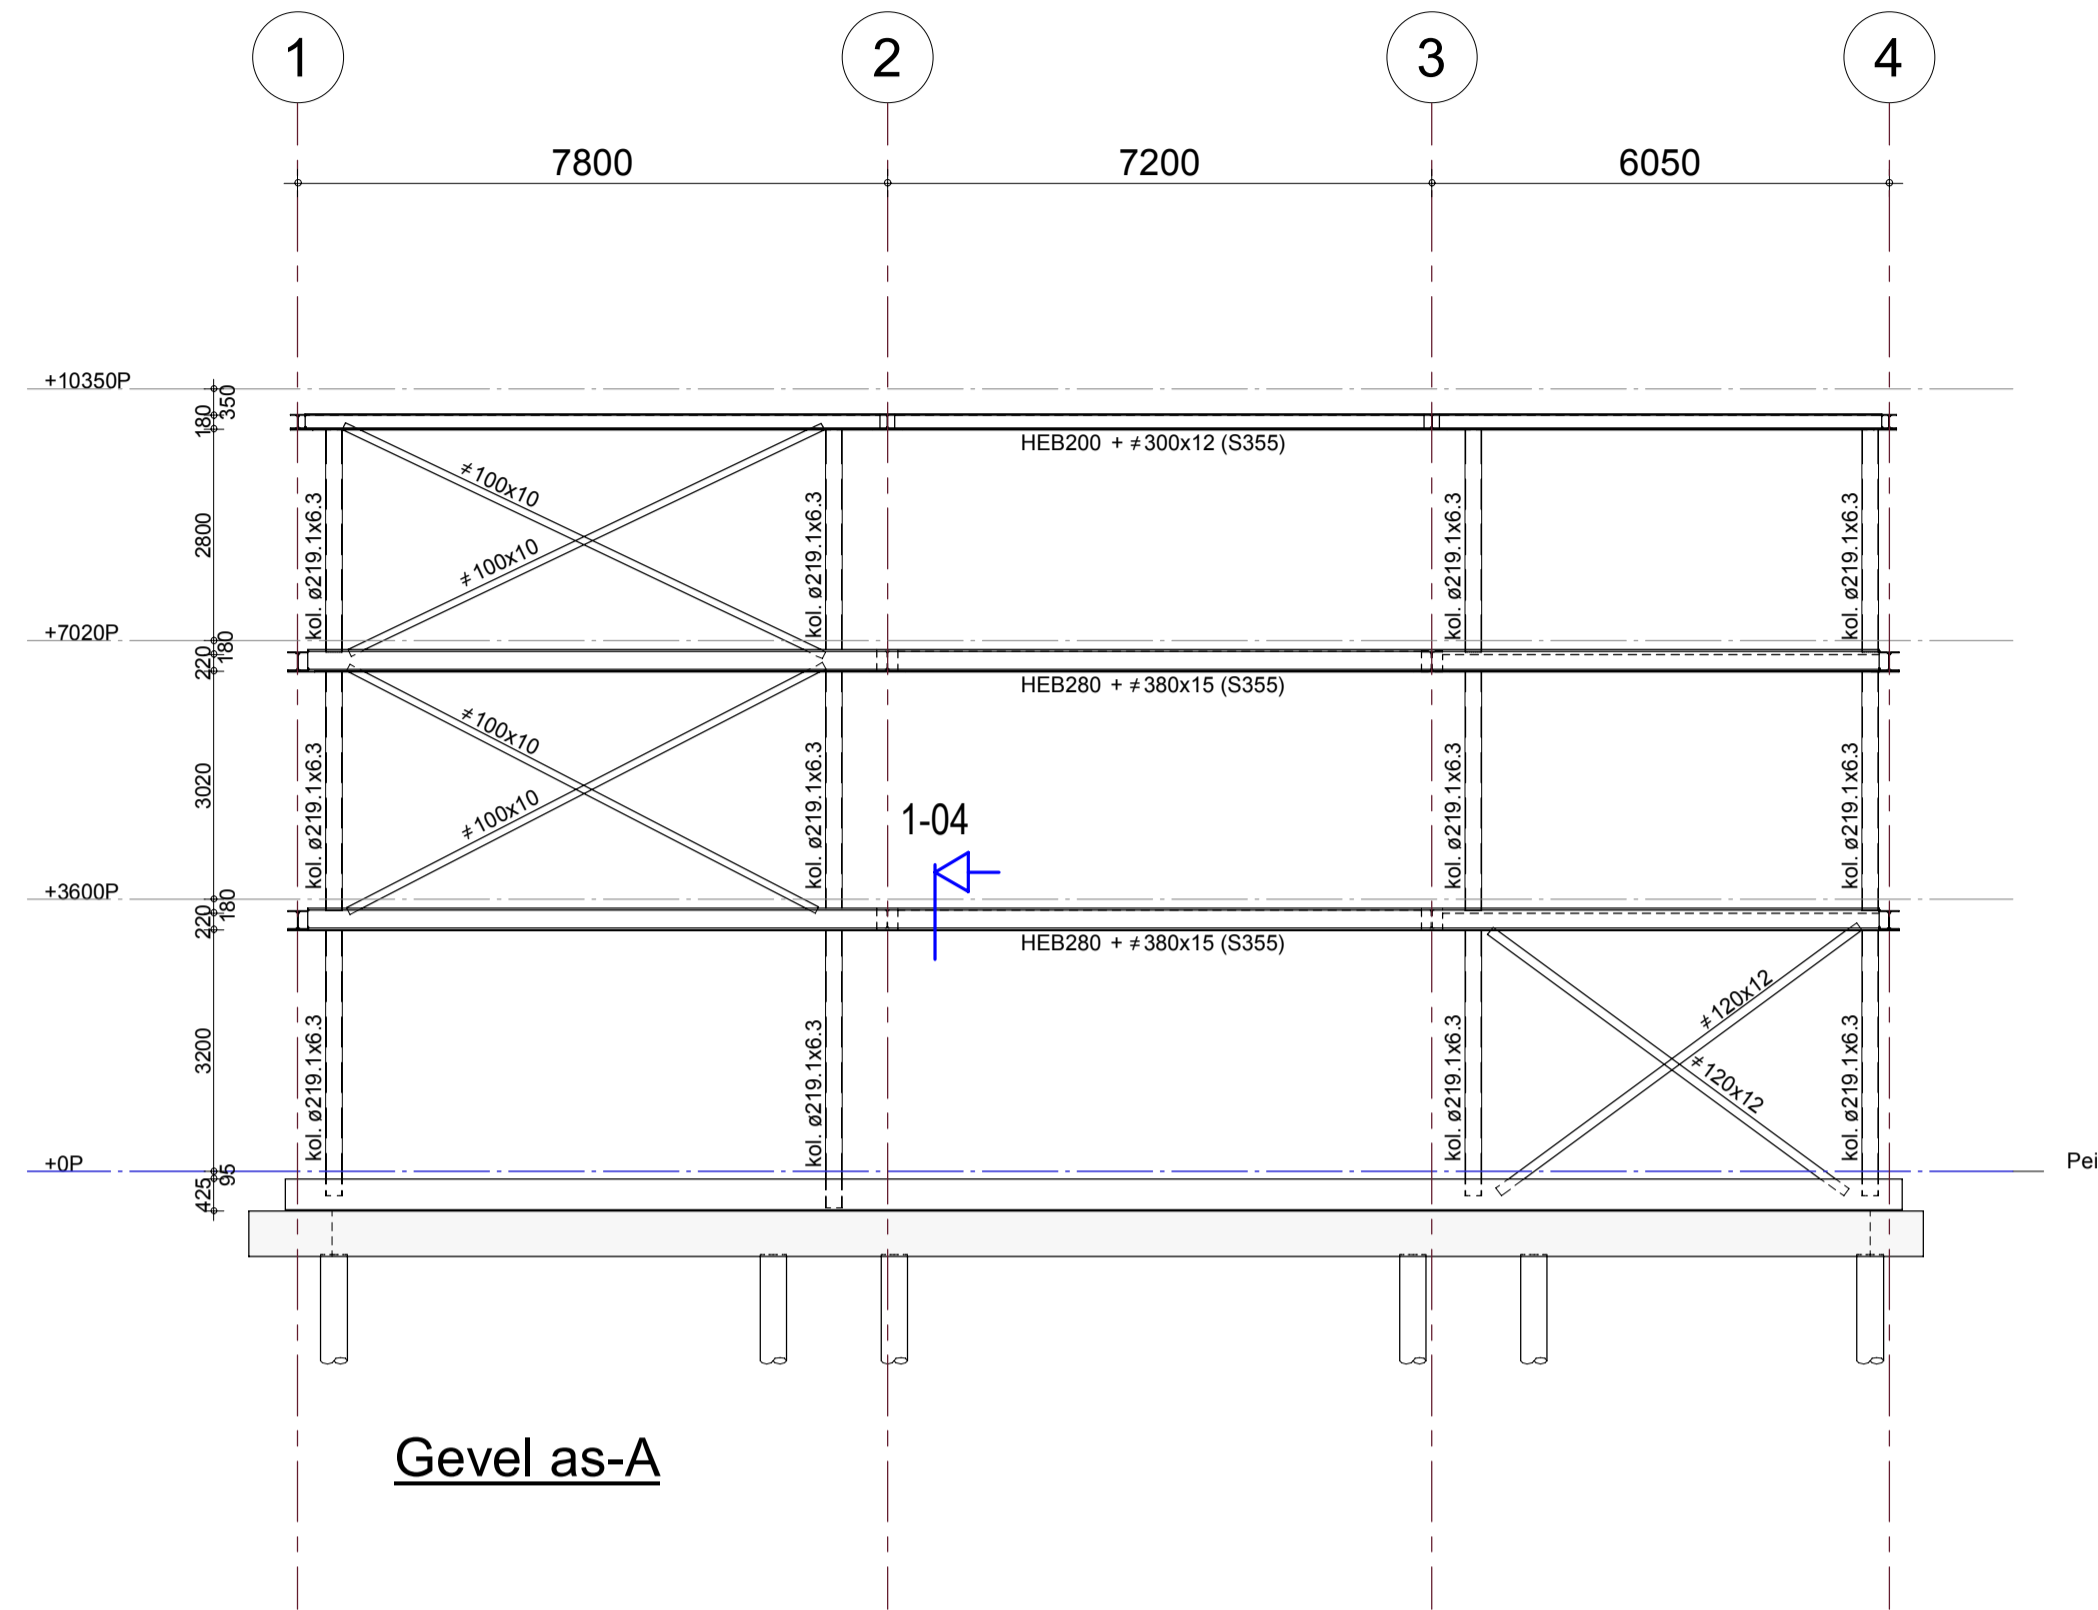 1
2
3
4
7800
7200
6050
+10350P
350
180
HEB200 + ≠300x12 (S355)
≠100x10
≠100x10
kol. ø219.1x6.3
kol. ø219.1x6.3
kol. ø219.1x6.3
kol. ø219.1x6.3
2800
+7020P
180
220
HEB280 + ≠380x15 (S355)
≠100x10
≠100x10
kol. ø219.1x6.3
kol. ø219.1x6.3
kol. ø219.1x6.3
kol. ø219.1x6.3
3020
1-04
+3600P
180
220
HEB280 + ≠380x15 (S355)
≠120x12
≠120x12
kol. ø219.1x6.3
kol. ø219.1x6.3
kol. ø219.1x6.3
kol. ø219.1x6.3
3200
+0P
Pei
95
425
Gevel as-A